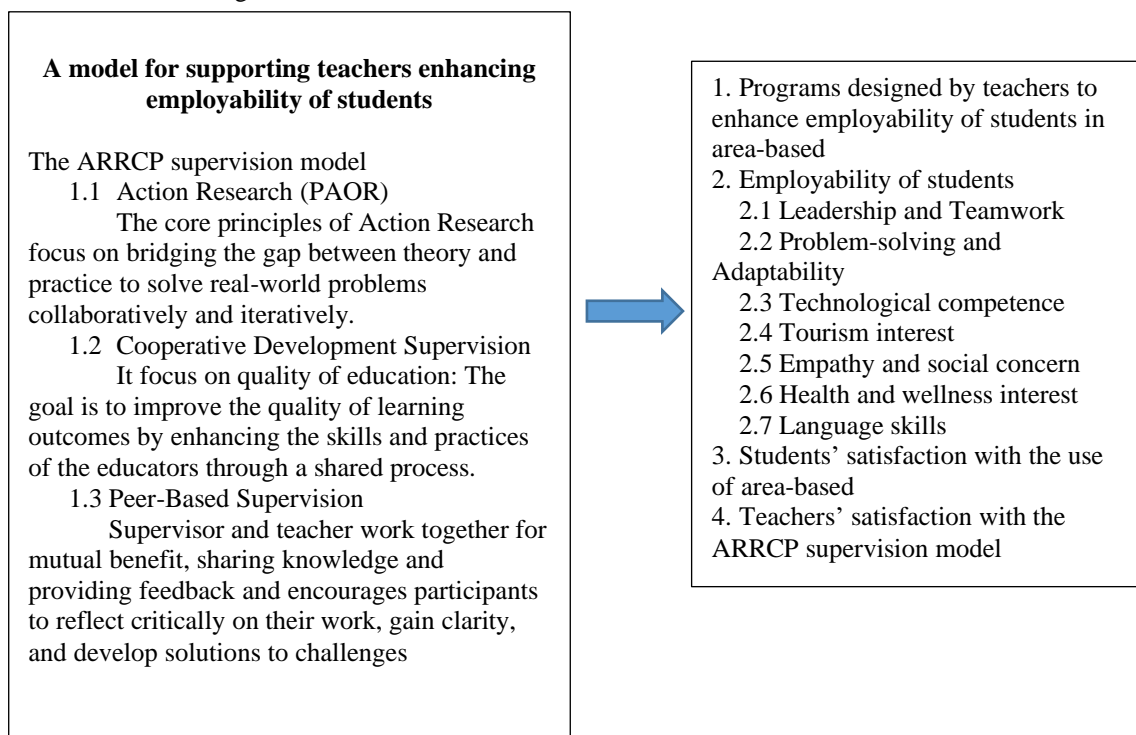 A model for supporting teachers enhancing
employability of students
The ARRCP supervision model
1.1 Action Research (PAOR)
The core principles of Action Research
focus on bridging the gap between theory and
practice to solve real-world problems
collaboratively and iteratively.
1.2 Cooperative Development Supervision
It focus on quality of education: The
goal is to improve the quality of learning
outcomes by enhancing the skills and practices
of the educators through a shared process.
1.3 Peer-Based Supervision
Supervisor and teacher work together for
mutual benefit, sharing knowledge and
providing feedback and encourages participants
to reflect critically on their work, gain clarity,
and develop solutions to challenges
1. Programs designed by teachers to
enhance employability of students in
area-based
2. Employability of students
2.1 Leadership and Teamwork
2.2 Problem-solving and
Adaptability
2.3 Technological competence
2.4 Tourism interest
2.5 Empathy and social concern
2.6 Health and wellness interest
2.7 Language skills
3. Students’ satisfaction with the use
of area-based
4. Teachers’ satisfaction with the
ARRCP supervision model